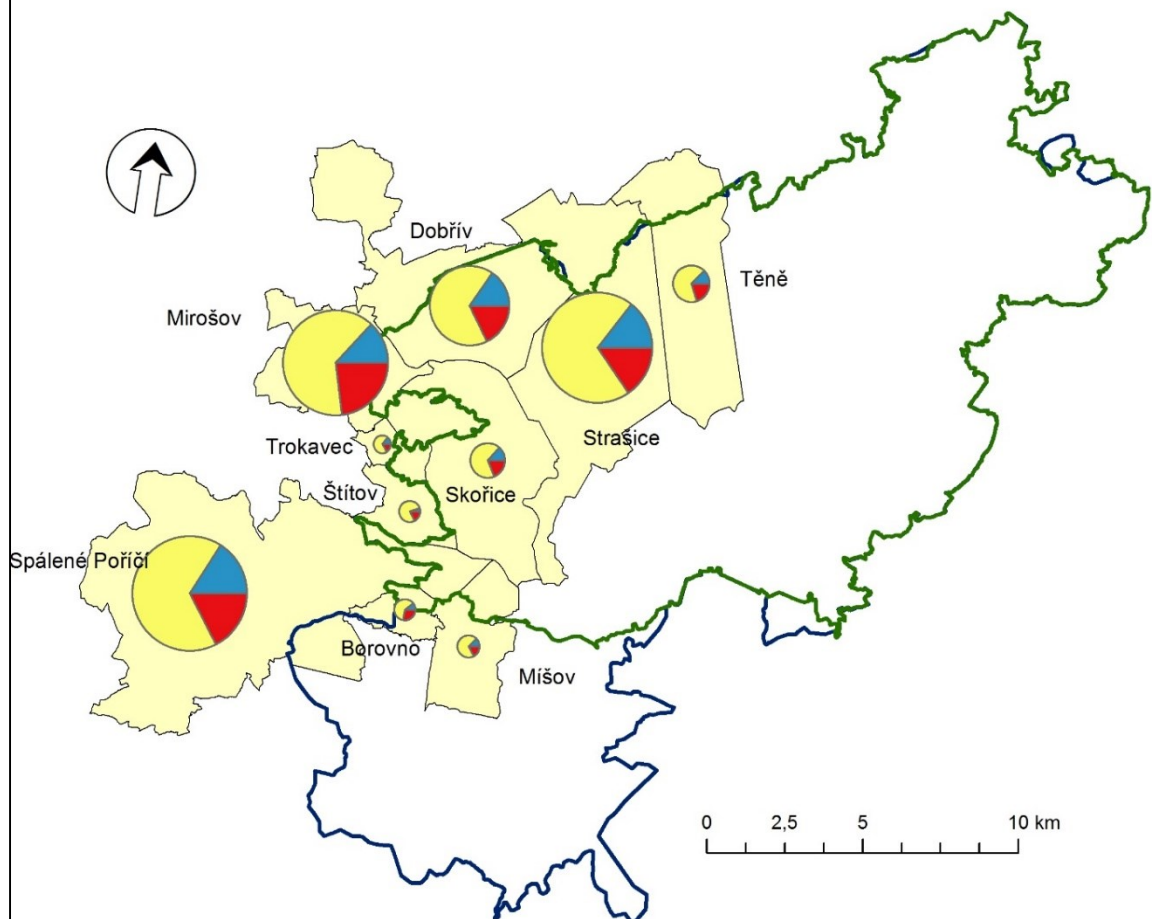 Dobřív
Těně
Mirošov
Strašice
Trokavec
Skořice
Štítov
Spálené Poříčí
Borovno
Míšov
0 2,5 5 10 km